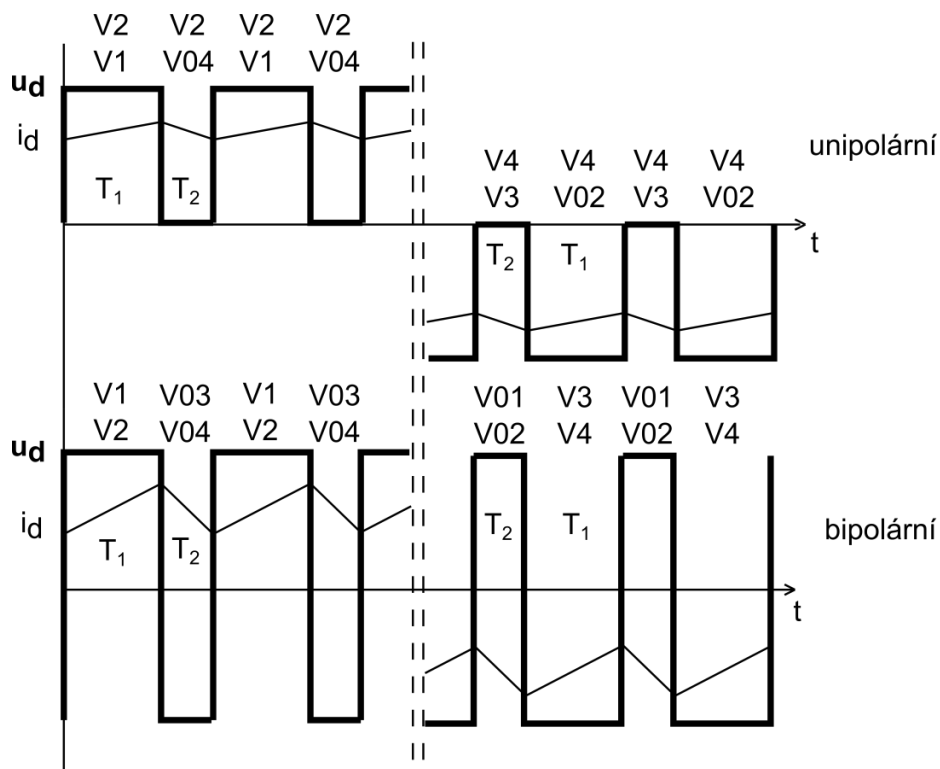 V2 V2 V2 V2
V1 V04 V1 V04
ud
id
T1 T2
unipolární
V4 V4 V4 V4
V3 V02 V3 V02
t
T2 T1
V1 V03 V1 V03
V2 V04 V2 V04
ud
id
T1 T2
V01 V3 V01 V3
V02 V4 V02 V4
T2 T1
bipolární
t